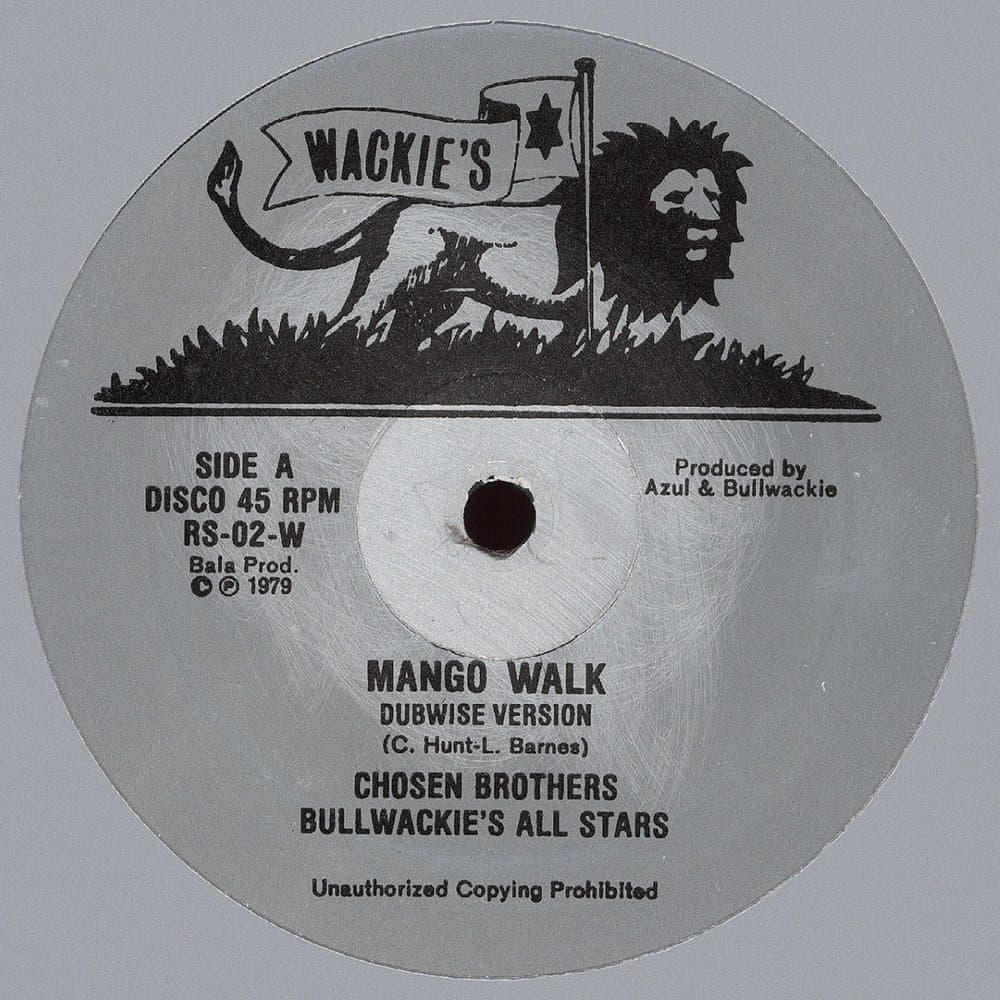 WACKIE'S
SIDE A
DISCO 45 RPM
RS-02-W
Bala Prod.
© ℗ 1979
Produced by
Azul & Bullwackie
MANGO WALK
DUBWISE VERSION
(C. Hunt-L. Barnes)
CHOSEN BROTHERS
BULLWACKIE'S ALL STARS
Unauthorized Copying Prohibited